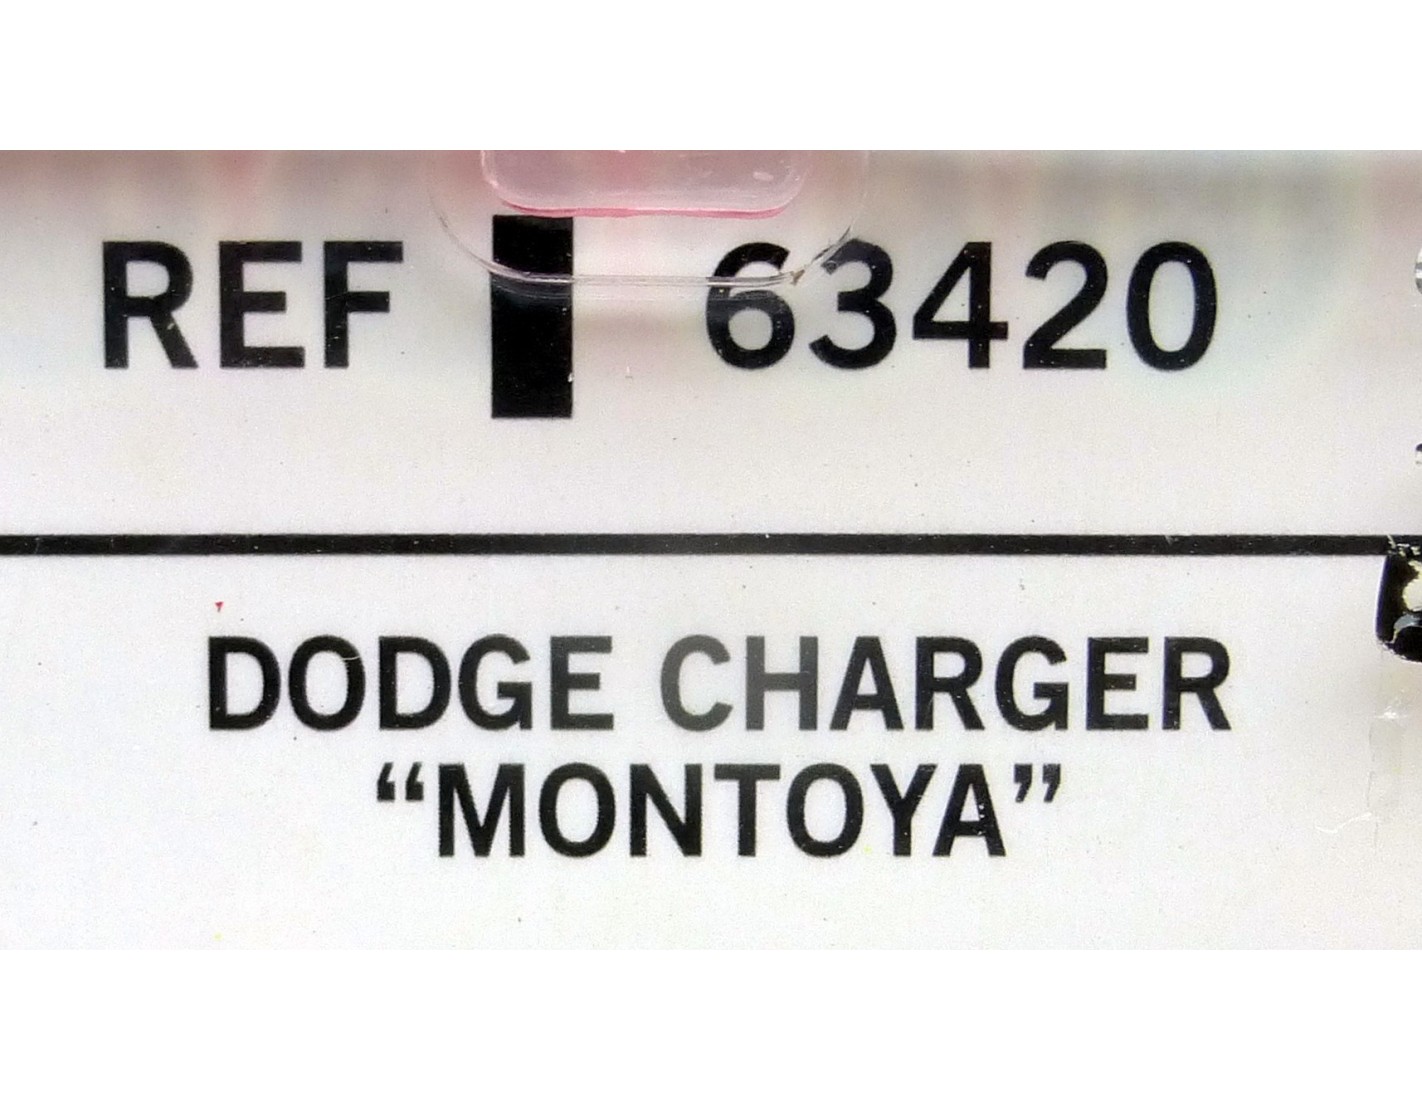 REF 63420
DODGE CHARGER
“MONTOYA”